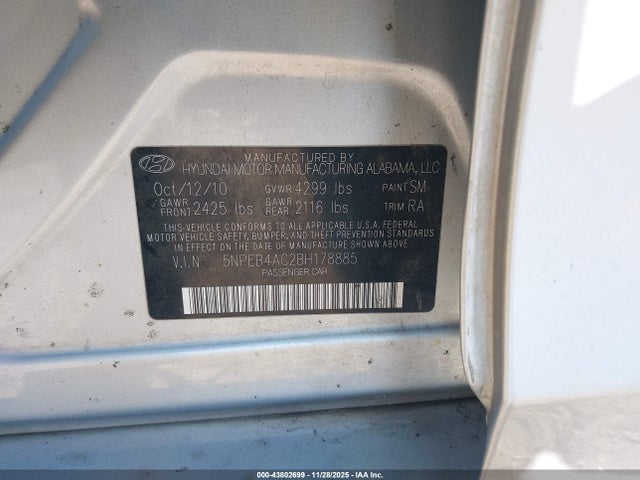 MANUFACTURED BY
HYUNDAI MOTOR MANUFACTURING ALABAMA, LLC
Oct/12/10 GVWR 4299 lbs PAINT SM
GAWR FRONT 2425 lbs GAWR REAR 2116 lbs TRIM RA
THIS VEHICLE CONFORMS TO ALL APPLICABLE U.S.A. FEDERAL
MOTOR VEHICLE SAFETY, BUMPER, AND THEFT PREVENTION STANDARDS
IN EFFECT ON THE DATE OF MANUFACTURE SHOWN ABOVE.
V.I.N 5NPEB4AC2BH178885
PASSENGER CAR
000-43802699 | 11/28/2025 | IAA Corp.